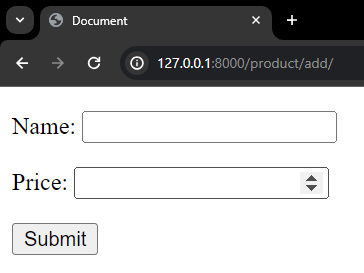 Document
127.0.0.1:8000/product/add/
Name:
Price:
Submit